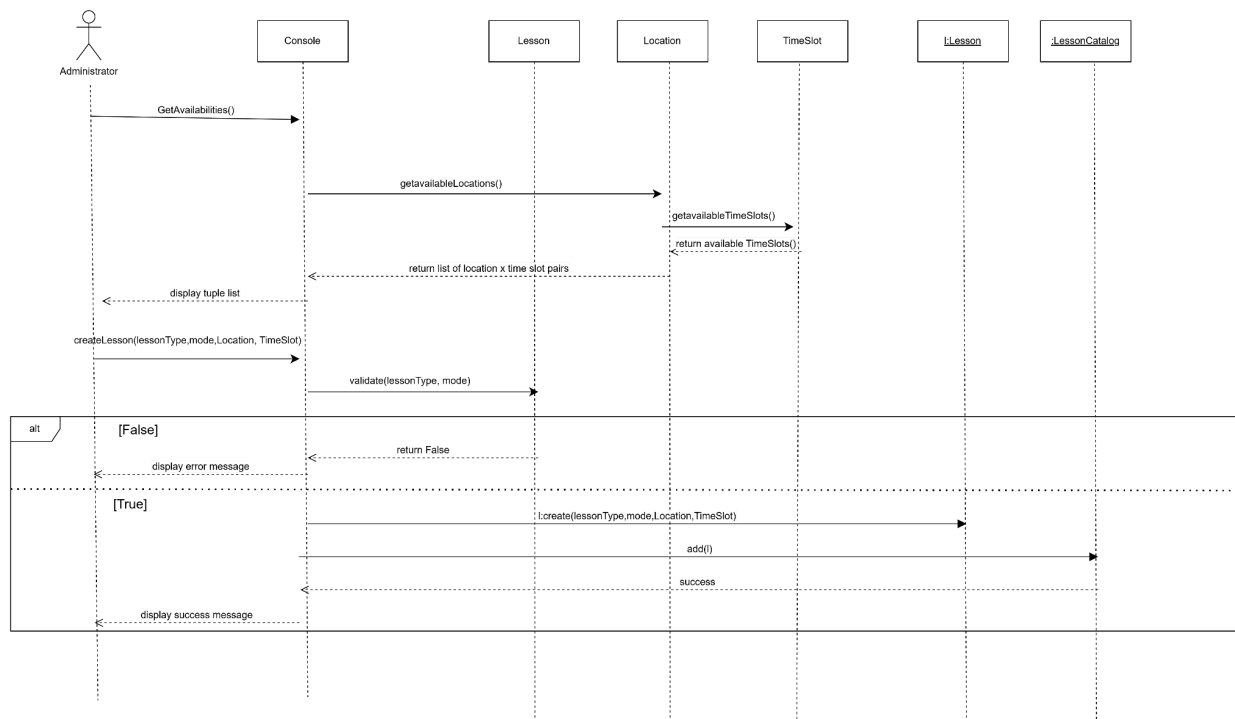 Administrator
Console
Lesson
Location
TimeSlot
l:Lesson
:LessonCatalog
GetAvailabilities()
getavailableLocations()
getavailableTimeSlots()
return available TimeSlots()
return list of location x time slot pairs
display tuple list
createLesson(lessonType,mode,Location, TimeSlot)
validate(lessonType, mode)
alt
[False]
return False
display error message
[True]
l:create(lessonType,mode,Location,TimeSlot)
add(l)
success
display success message